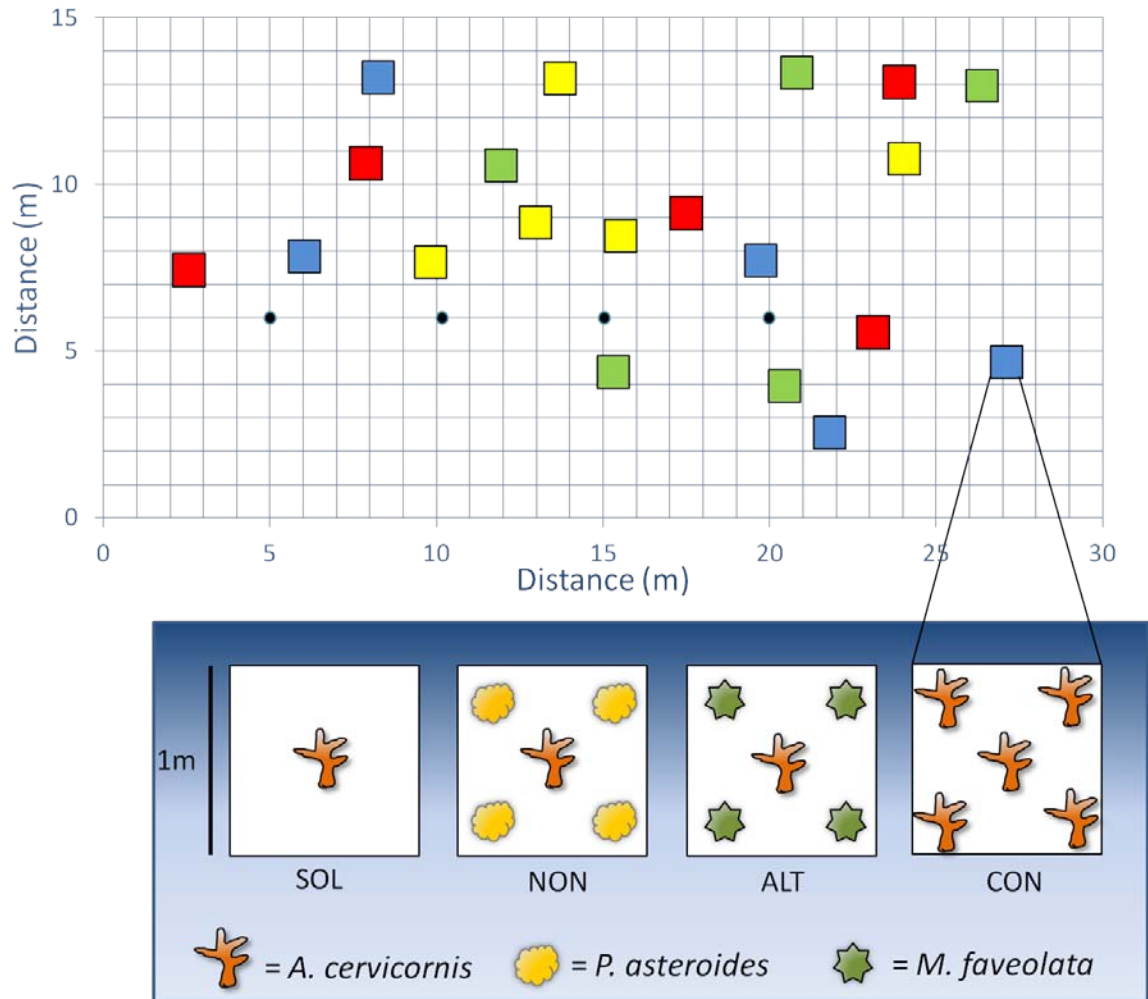 15
10
5
0
Distance (m)
0 5 10 15 20 25 30
Distance (m)
1m
SOL NON ALT CON
= A. cervicornis = P. asteroides = M. faveolata